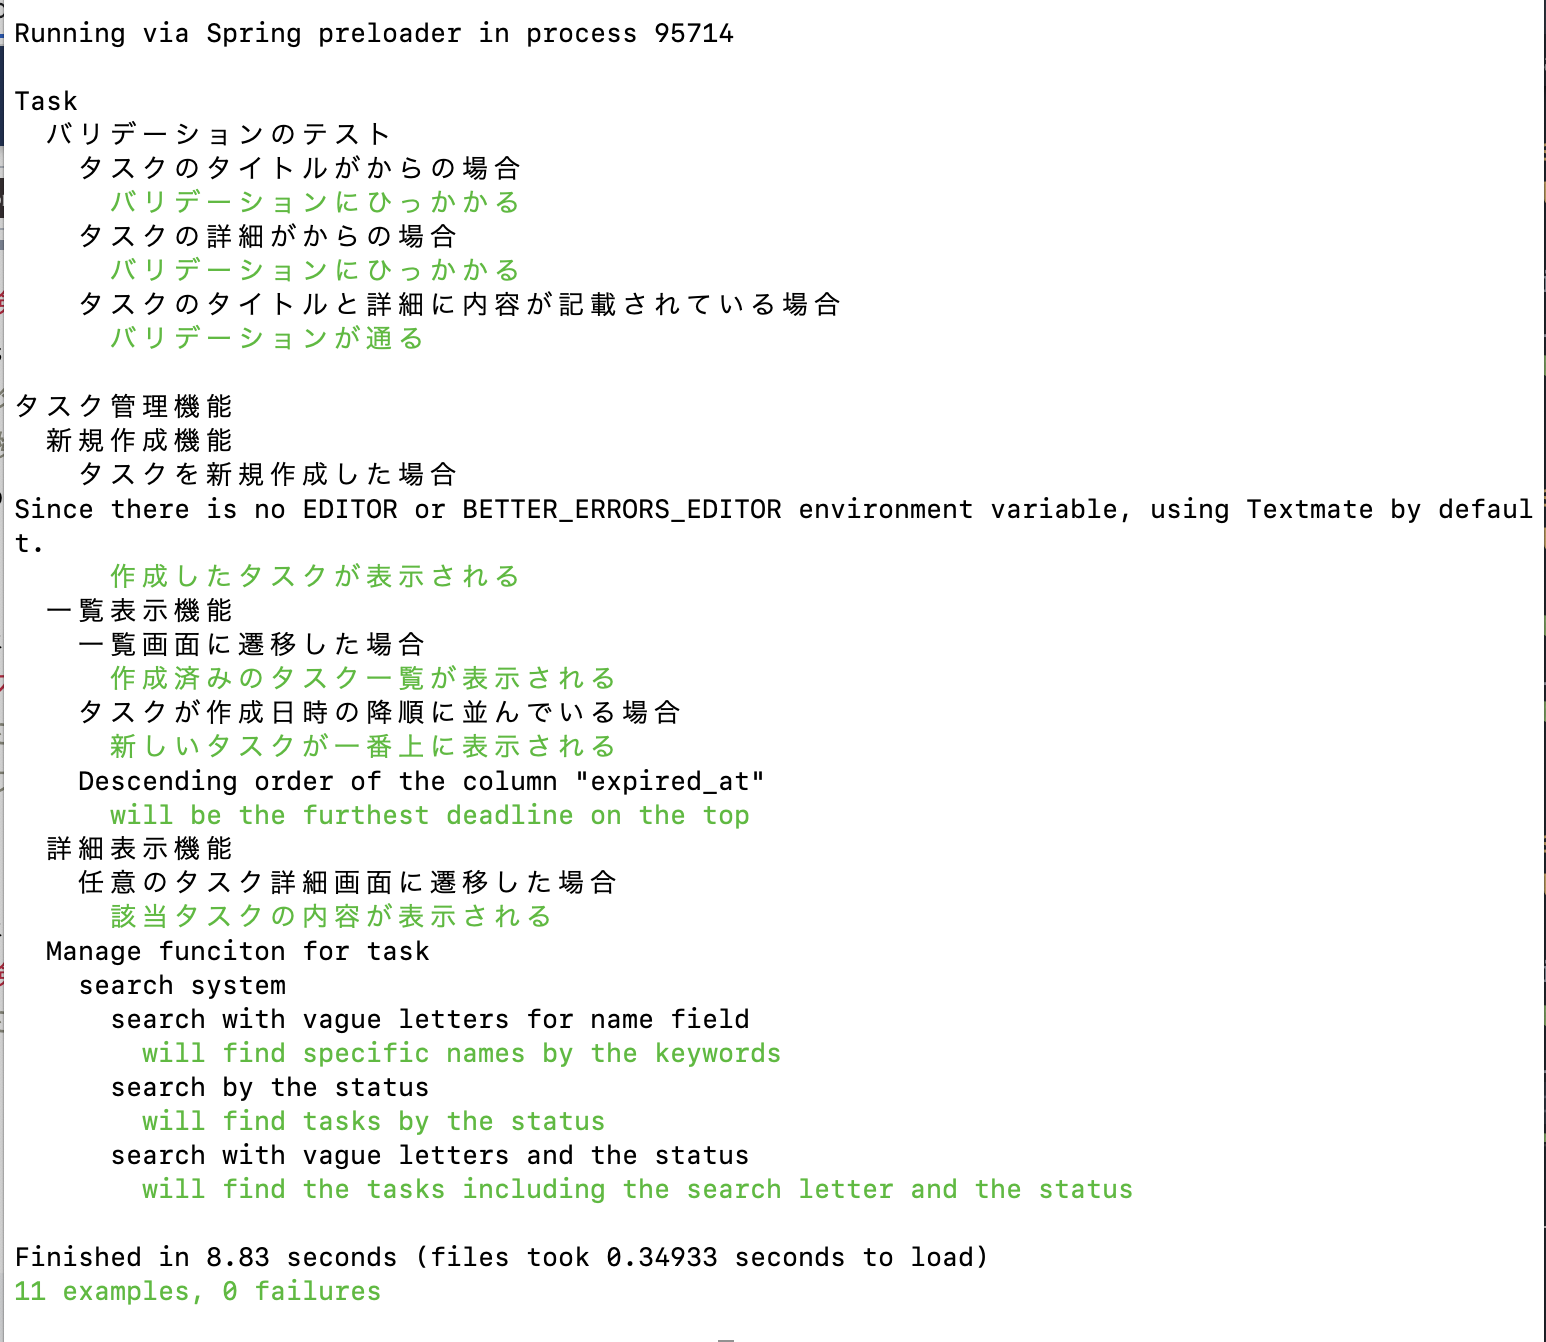 Running via Spring preloader in process 95714
Task
バリデーションのテスト
タスクのタイトルがからの場合
バリデーションにひっかかる
タスクの詳細がからの場合
バリデーションにひっかかる
タスクのタイトルと詳細に内容が記載されている場合
バリデーションが通る
タスク管理機能
新規作成機能
タスクを新規作成した場合
Since there is no EDITOR or BETTER_ERRORS_EDITOR environment variable, using Textmate by defaul
t.
作成したタスクが表示される
一覧表示機能
一覧画面に遷移した場合
作成済みのタスク一覧が表示される
タスクが作成日時の降順に並んでいる場合
新しいタスクが一番上に表示される
Descending order of the column "expired_at"
will be the furthest deadline on the top
詳細表示機能
任意のタスク詳細画面に遷移した場合
該当タスクの内容が表示される
Manage funciton for task
search system
search with vague letters for name field
will find specific names by the keywords
search by the status
will find tasks by the status
search with vague letters and the status
will find the tasks including the search letter and the status
Finished in 8.83 seconds (files took 0.34933 seconds to load)
11 examples, 0 failures